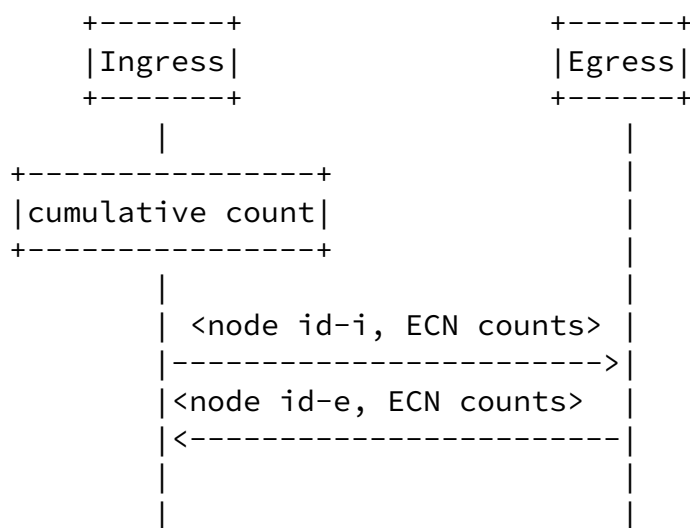 Ingress Egress
cumulative count
<node id-i, ECN counts>
<node id-e, ECN counts>